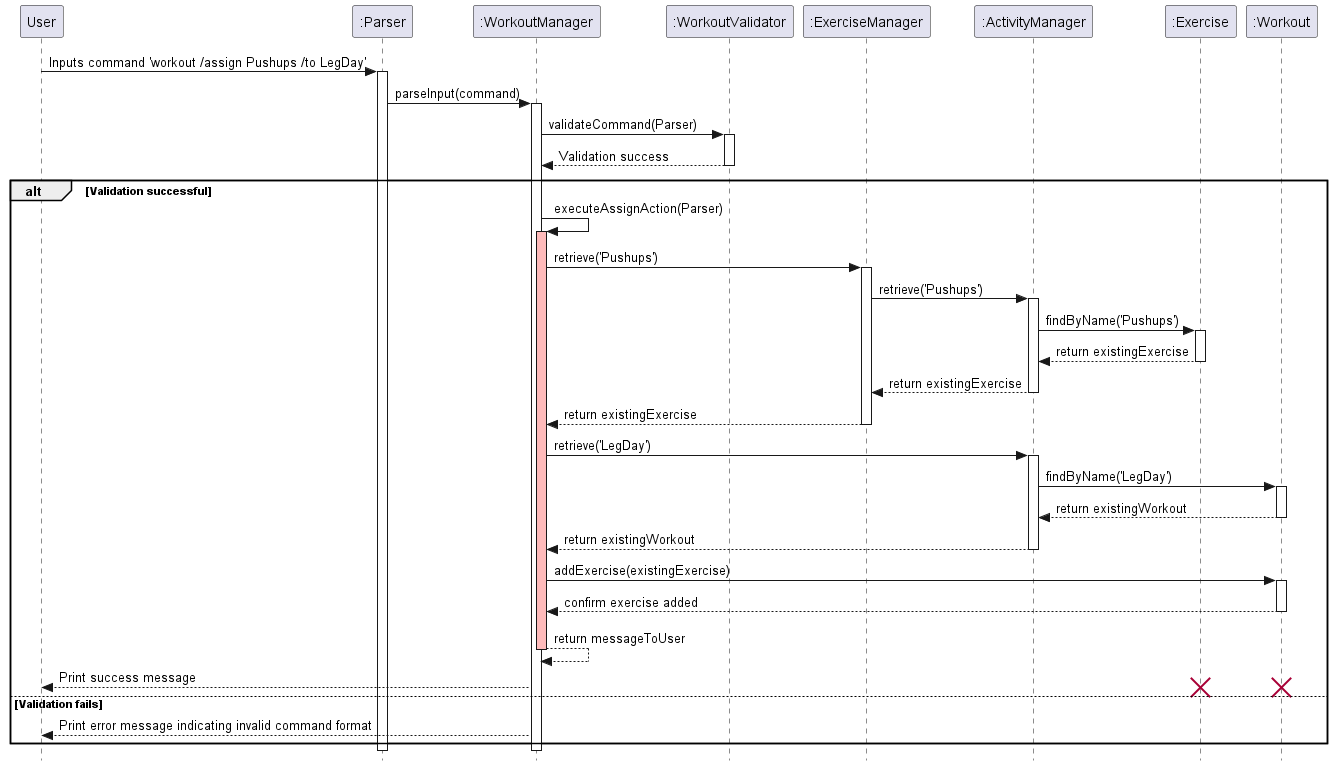 User
:Parser
:WorkoutManager
:WorkoutValidator
:ExerciseManager
:ActivityManager
:Exercise
:Workout
Inputs command 'workout /assign Pushups /to LegDay'
parseInput(command)
validateCommand(Parser)
Validation success
alt
[Validation successful]
executeAssignAction(Parser)
retrieve('Pushups')
retrieve('Pushups')
findByName('Pushups')
return existingExercise
return existingExercise
return existingExercise
retrieve('LegDay')
findByName('LegDay')
return existingWorkout
return existingWorkout
addExercise(existingExercise)
confirm exercise added
return messageToUser
Print success message
[Validation fails]
Print error message indicating invalid command format